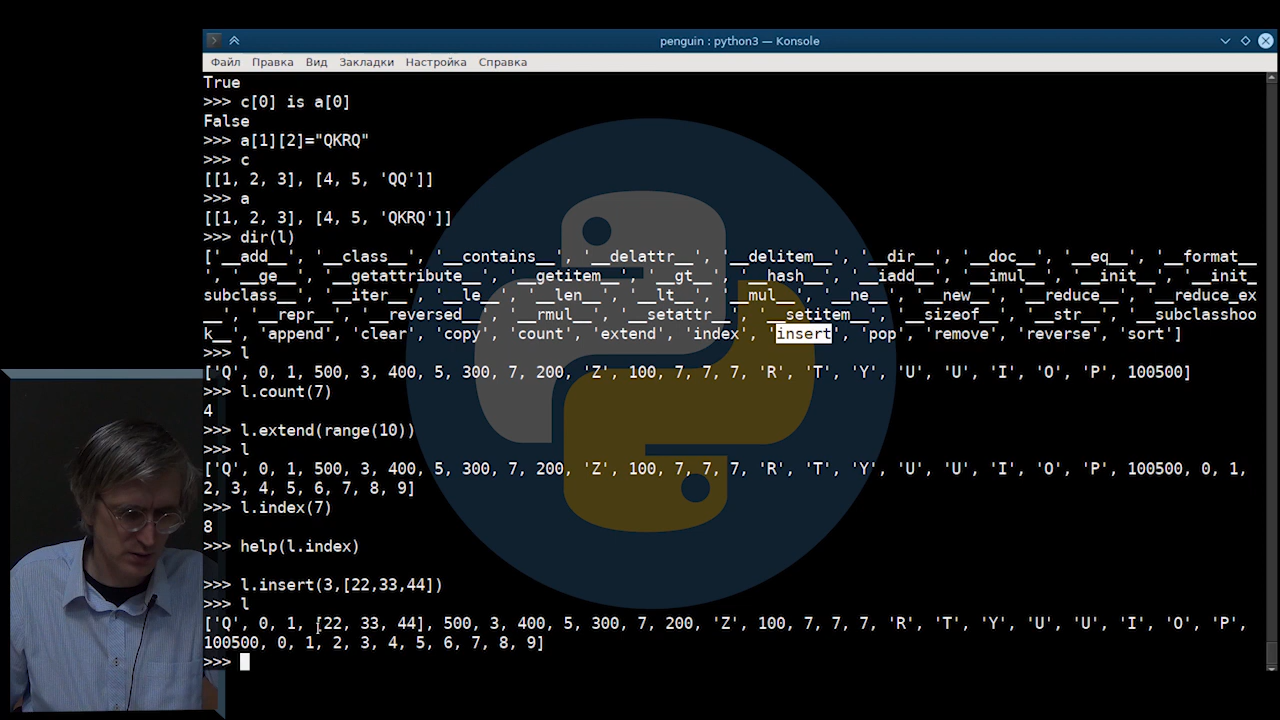 penguin : python3 — Konsole
Файл Правка Вид Закладки Настройка Справка
True
>>> c[0] is a[0]
False
>>> a[1][2]="QKRQ"
>>> c
[[1, 2, 3], [4, 5, 'QQ']]
>>> a
[[1, 2, 3], [4, 5, 'QKRQ']]
>>> dir(l)
['__add__', '__class__', '__contains__', '__delattr__', '__delitem__', '__dir__', '__doc__', '__eq__', '__format__
', '__ge__', '__getattribute__', '__getitem__', '__gt__', '__hash__', '__iadd__', '__imul__', '__init__', '__init_
subclass__', '__iter__', '__le__', '__len__', '__lt__', '__mul__', '__ne__', '__new__', '__reduce__', '__reduce_ex
__', '__repr__', '__reversed__', '__rmul__', '__setattr__', '__setitem__', '__sizeof__', '__str__', '__subclasshoo
k__', 'append', 'clear', 'copy', 'count', 'extend', 'index', 'insert', 'pop', 'remove', 'reverse', 'sort']
>>> l
['Q', 0, 1, 500, 3, 400, 5, 300, 7, 200, 'Z', 100, 7, 7, 7, 'R', 'T', 'Y', 'U', 'U', 'I', 'O', 'P', 100500]
>>> l.count(7)
4
>>> l.extend(range(10))
>>> l
['Q', 0, 1, 500, 3, 400, 5, 300, 7, 200, 'Z', 100, 7, 7, 7, 'R', 'T', 'Y', 'U', 'U', 'I', 'O', 'P', 100500, 0, 1,
2, 3, 4, 5, 6, 7, 8, 9]
>>> l.index(7)
8
>>> help(l.index)
>>> l.insert(3,[22,33,44])
>>> l
['Q', 0, 1, [22, 33, 44], 500, 3, 400, 5, 300, 7, 200, 'Z', 100, 7, 7, 7, 'R', 'T', 'Y', 'U', 'U', 'I', 'O', 'P',
100500, 0, 1, 2, 3, 4, 5, 6, 7, 8, 9]
>>>